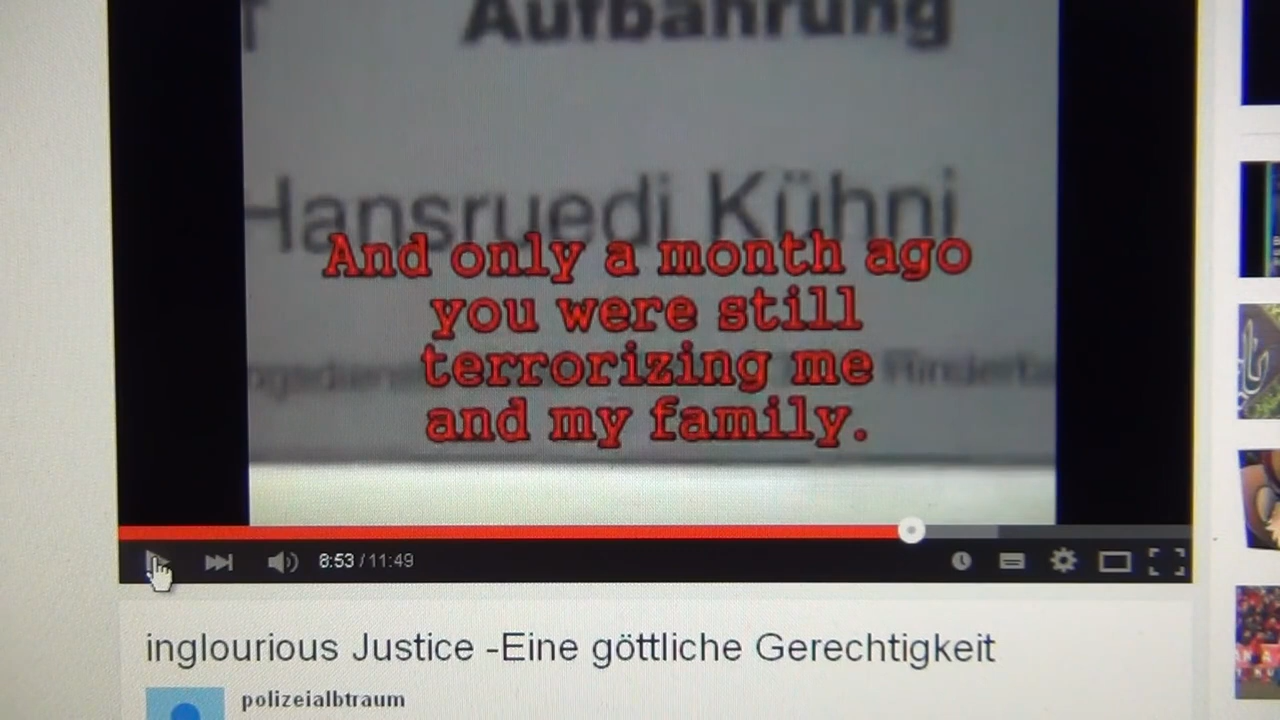 Aufbahrung
Hansruedi Kühni
And only a month ago
you were still
terrorizing me
and my family.
8:53 / 11:49
inglourious Justice -Eine göttliche Gerechtigkeit
polizeialbtraum